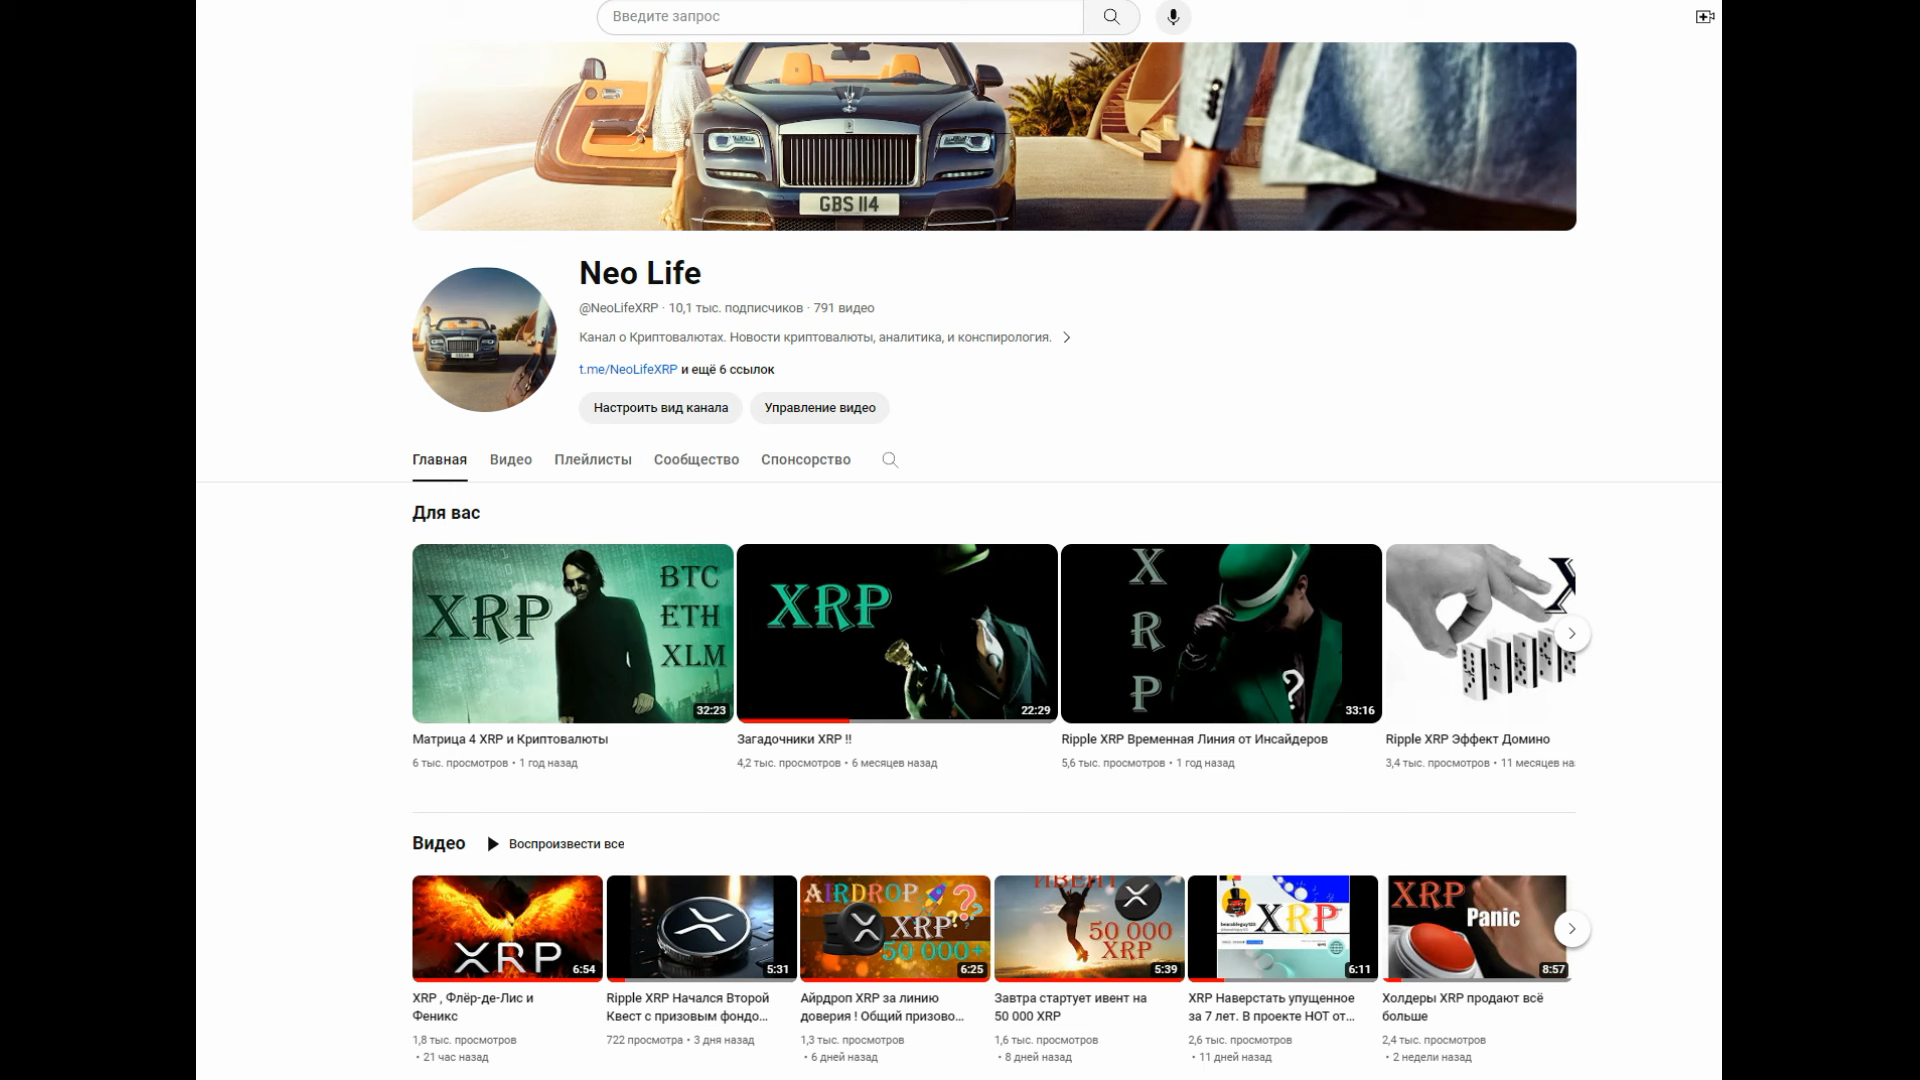 Введите запрос
GBS 114
Neo Life
@NeoLifeXRP · 10,1 тыс. подписчиков · 791 видео
Канал о Криптовалютах. Новости криптовалюты, аналитика, и конспирология.
t.me/NeoLifeXRP и ещё 6 ссылок
Настроить вид канала
Управление видео
Главная
Видео
Плейлисты
Сообщество
Спонсорство
Для вас
XRP
BTC
ETH
XLM
32:23
XRP
22:29
X
R
P
?
33:16
X
Матрица 4 XRP и Криптовалюты
6 тыс. просмотров • 1 год назад
Загадочники XRP !!
4,2 тыс. просмотров • 6 месяцев назад
Ripple XRP Временная Линия от Инсайдеров
5,6 тыс. просмотров • 1 год назад
Ripple XRP Эффект Домино
3,4 тыс. просмотров • 11 месяцев на
Видео
Воспроизвести все
XRP
6:54
5:31
AIRDROP
?
XRP??
50 000+
6:25
ИВЕНТ
50 000
XRP
5:39
XRP
6:11
XRP
Panic
8:57
XRP , Флёр-де-Лис и
Феникс
1,8 тыс. просмотров
• 21 час назад
Ripple XRP Начался Второй
Квест с призовым фондо...
722 просмотра • 3 дня назад
Айрдроп XRP за линию
доверия ! Общий призово...
1,3 тыс. просмотров
• 6 дней назад
Завтра стартует ивент на
50 000 XRP
1,6 тыс. просмотров
• 8 дней назад
XRP Наверстать упущенное
за 7 лет. В проекте НОТ от...
2,6 тыс. просмотров
• 11 дней назад
Холдеры XRP продают всё
больше
2,4 тыс. просмотров
• 2 недели назад